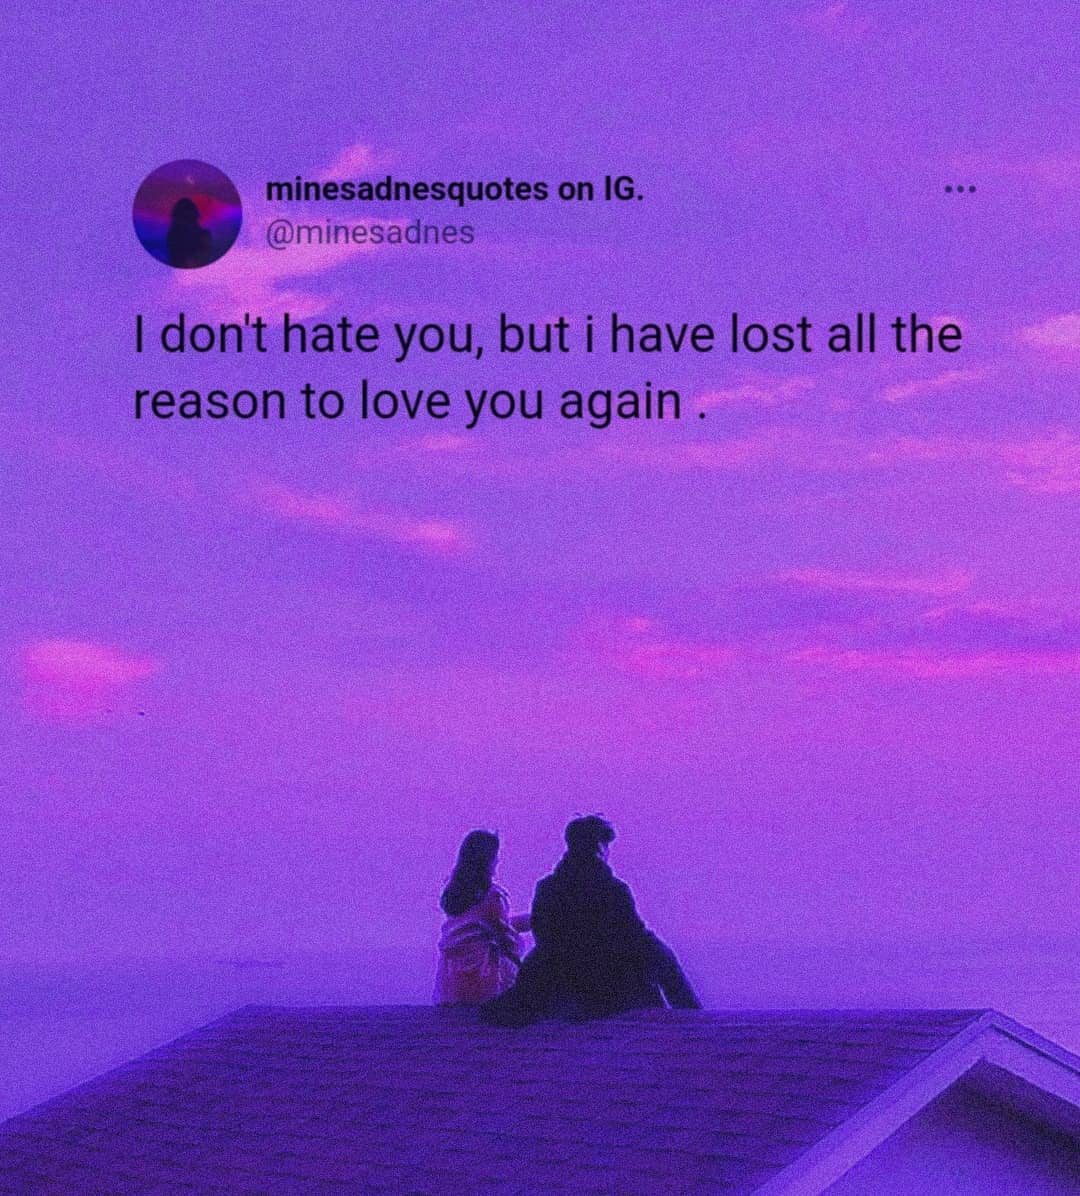 minesadnesquotes on IG.
@minesadnes
I don't hate you, but i have lost all the
reason to love you again .